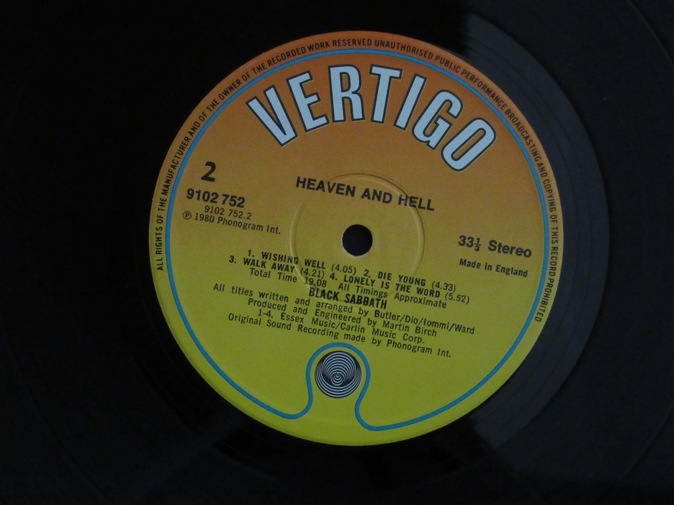 ALL RIGHTS OF THE MANUFACTURER AND OF THE OWNER OF THE RECORDED WORK RESERVED UNAUTHORISED PUBLIC PERFORMANCE BROADCASTING AND COPYING OF THIS RECORD PROHIBITED
VERTIGO
2
HEAVEN AND HELL
9102 752
9102 752.2
℗ 1980 Phonogram Int.
33⅓ Stereo
Made in England
1. WISHING WELL (4.05) 2. DIE YOUNG (4.33)
3. WALK AWAY (4.21) 4. LONELY IS THE WORD (5.52)
Total Time 19.08 All Timings Approximate
BLACK SABBATH
All titles written and arranged by Butler/Dio/Iommi/Ward
Produced and Engineered by Martin Birch
1-4. Essex Music/Carlin Music Corp.
Original Sound Recording made by Phonogram Int.